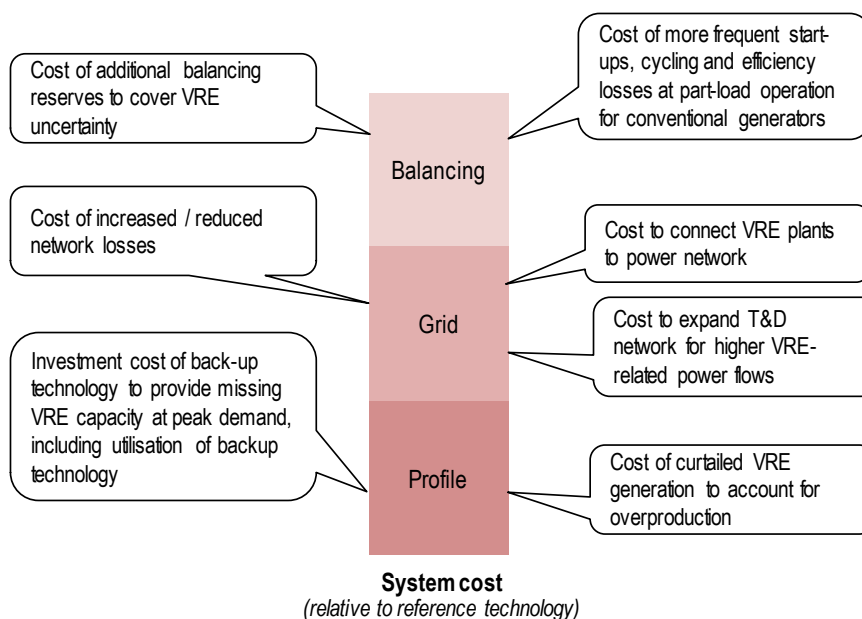 Cost of additional balancing
reserves to cover VRE
uncertainty
Cost of more frequent start-
ups, cycling and efficiency
losses at part-load operation
for conventional generators
Balancing
Cost of increased / reduced
network losses
Cost to connect VRE plants
to power network
Grid
Cost to expand T&D
network for higher VRE-
related power flows
Investment cost of back-up
technology to provide missing
VRE capacity at peak demand,
including utilisation of backup
technology
Profile
Cost of curtailed VRE
generation to account for
overproduction
System cost
(relative to reference technology)